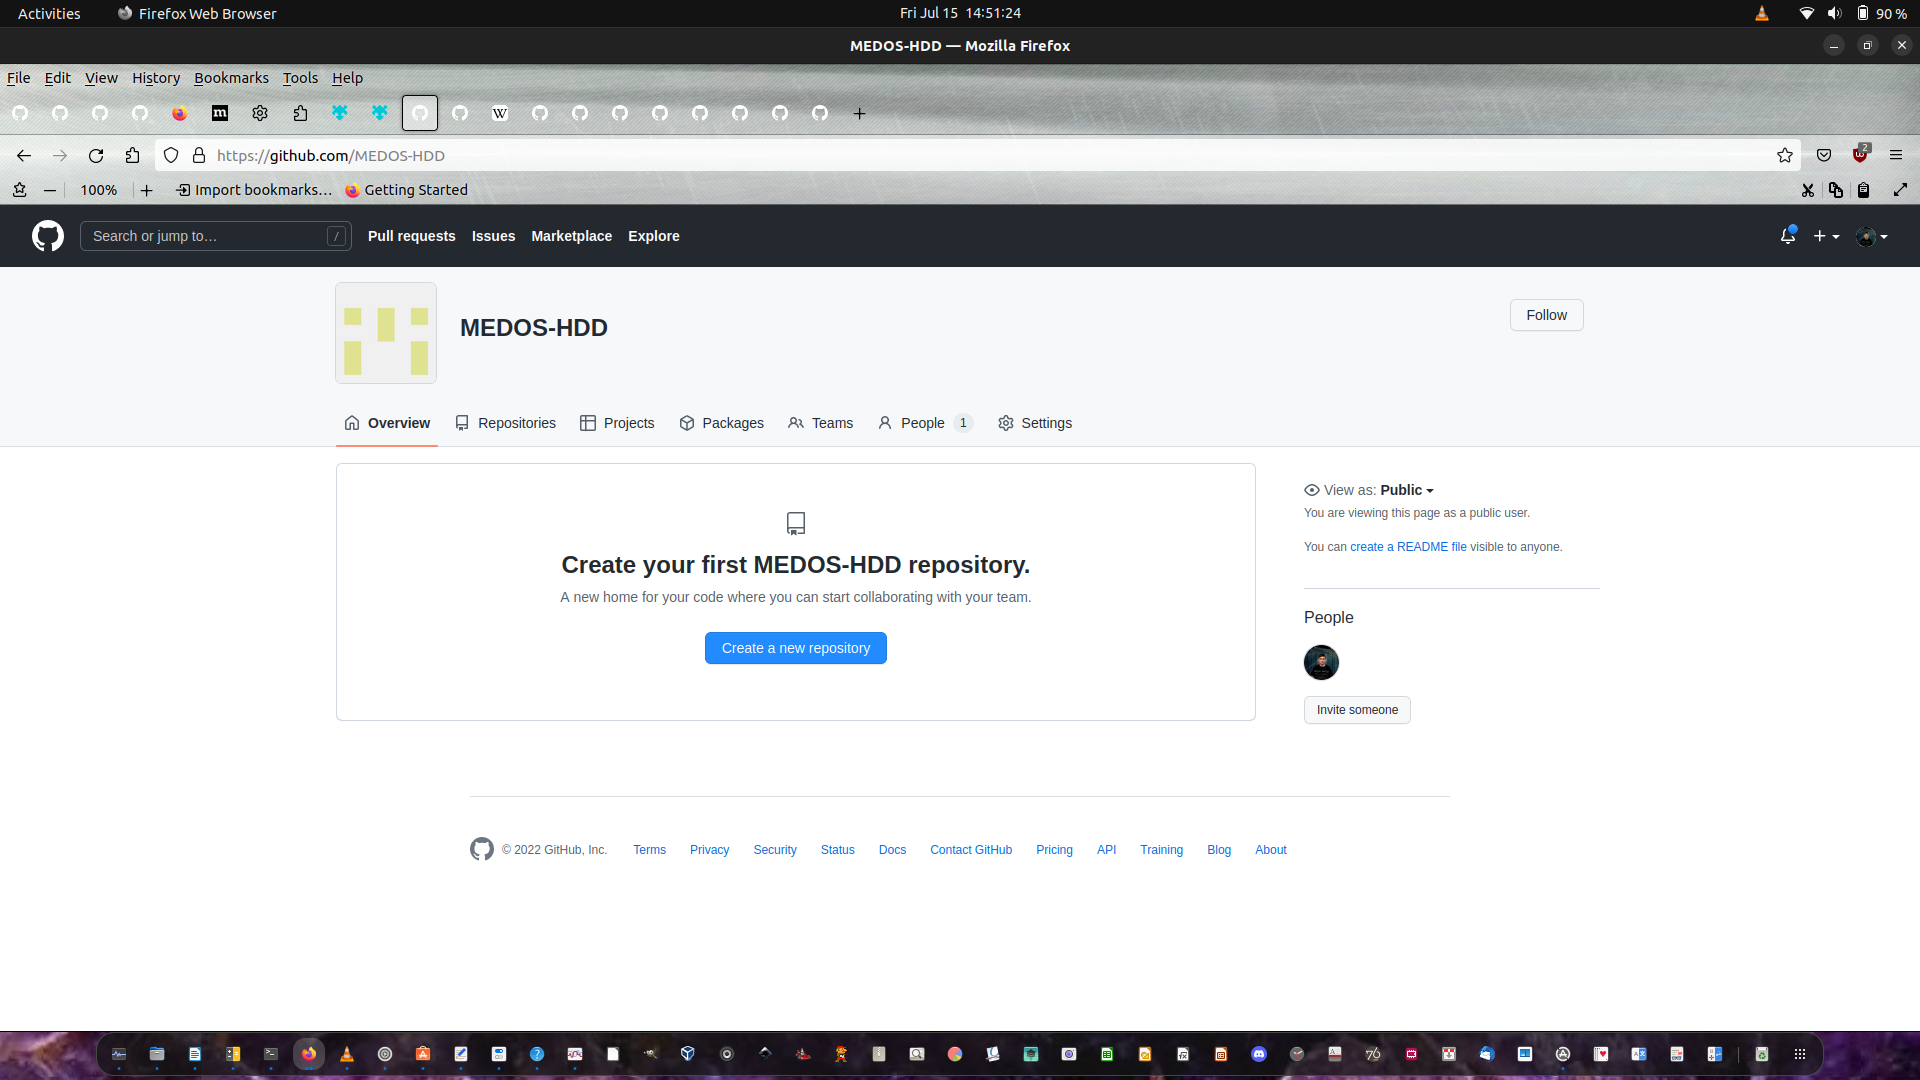 Activities Firefox Web Browser Fri Jul 15 14:51:24 90 %
MEDOS-HDD — Mozilla Firefox
File Edit View History Bookmarks Tools Help
m W
https://github.com/MEDOS-HDD 2
100% Import bookmarks… Getting Started
Search or jump to… / Pull requests Issues Marketplace Explore
MEDOS-HDD
Follow
Overview Repositories Projects Packages Teams People 1 Settings
View as: Public
You are viewing this page as a public user.
You can create a README file visible to anyone.
Create your first MEDOS-HDD repository.
A new home for your code where you can start collaborating with your team.
Create a new repository
People
Invite someone
© 2022 GitHub, Inc. Terms Privacy Security Status Docs Contact GitHub Pricing API Training Blog About